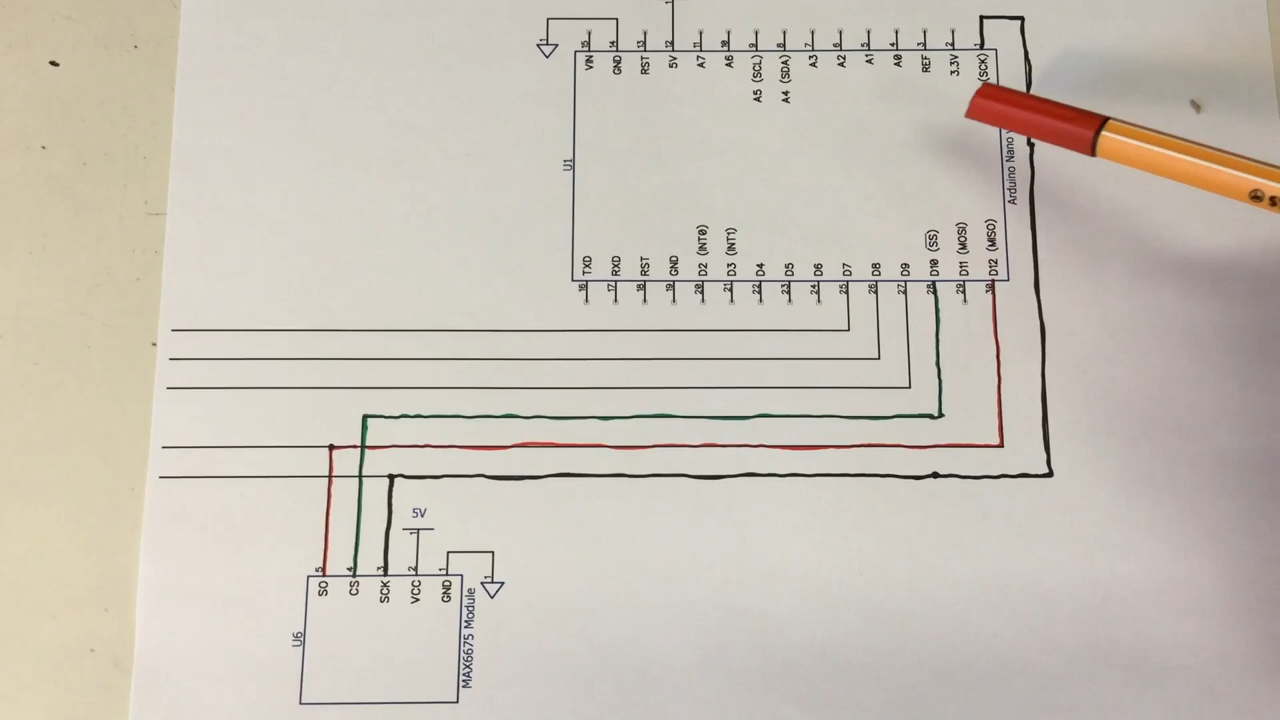 1
1
15
14
13
12
11
10
9
8
7
6
5
4
3
2
1
VIN
GND
RST
5V
A7
A6
A5 (SCL)
A4 (SDA)
A3
A2
A1
A0
REF
3.3V
(SCK)
U1
Arduino Nano
TXD
RXD
RST
GND
D2 (INT0)
D3 (INT1)
D4
D5
D6
D7
D8
D9
D10 (SS)
D11 (MOSI)
D12 (MISO)
16
17
18
19
20
21
22
23
24
25
26
27
28
29
30
5V
1
5
4
3
2
1
1
SO
CS
SCK
VCC
GND
U6
MAX6675 Module